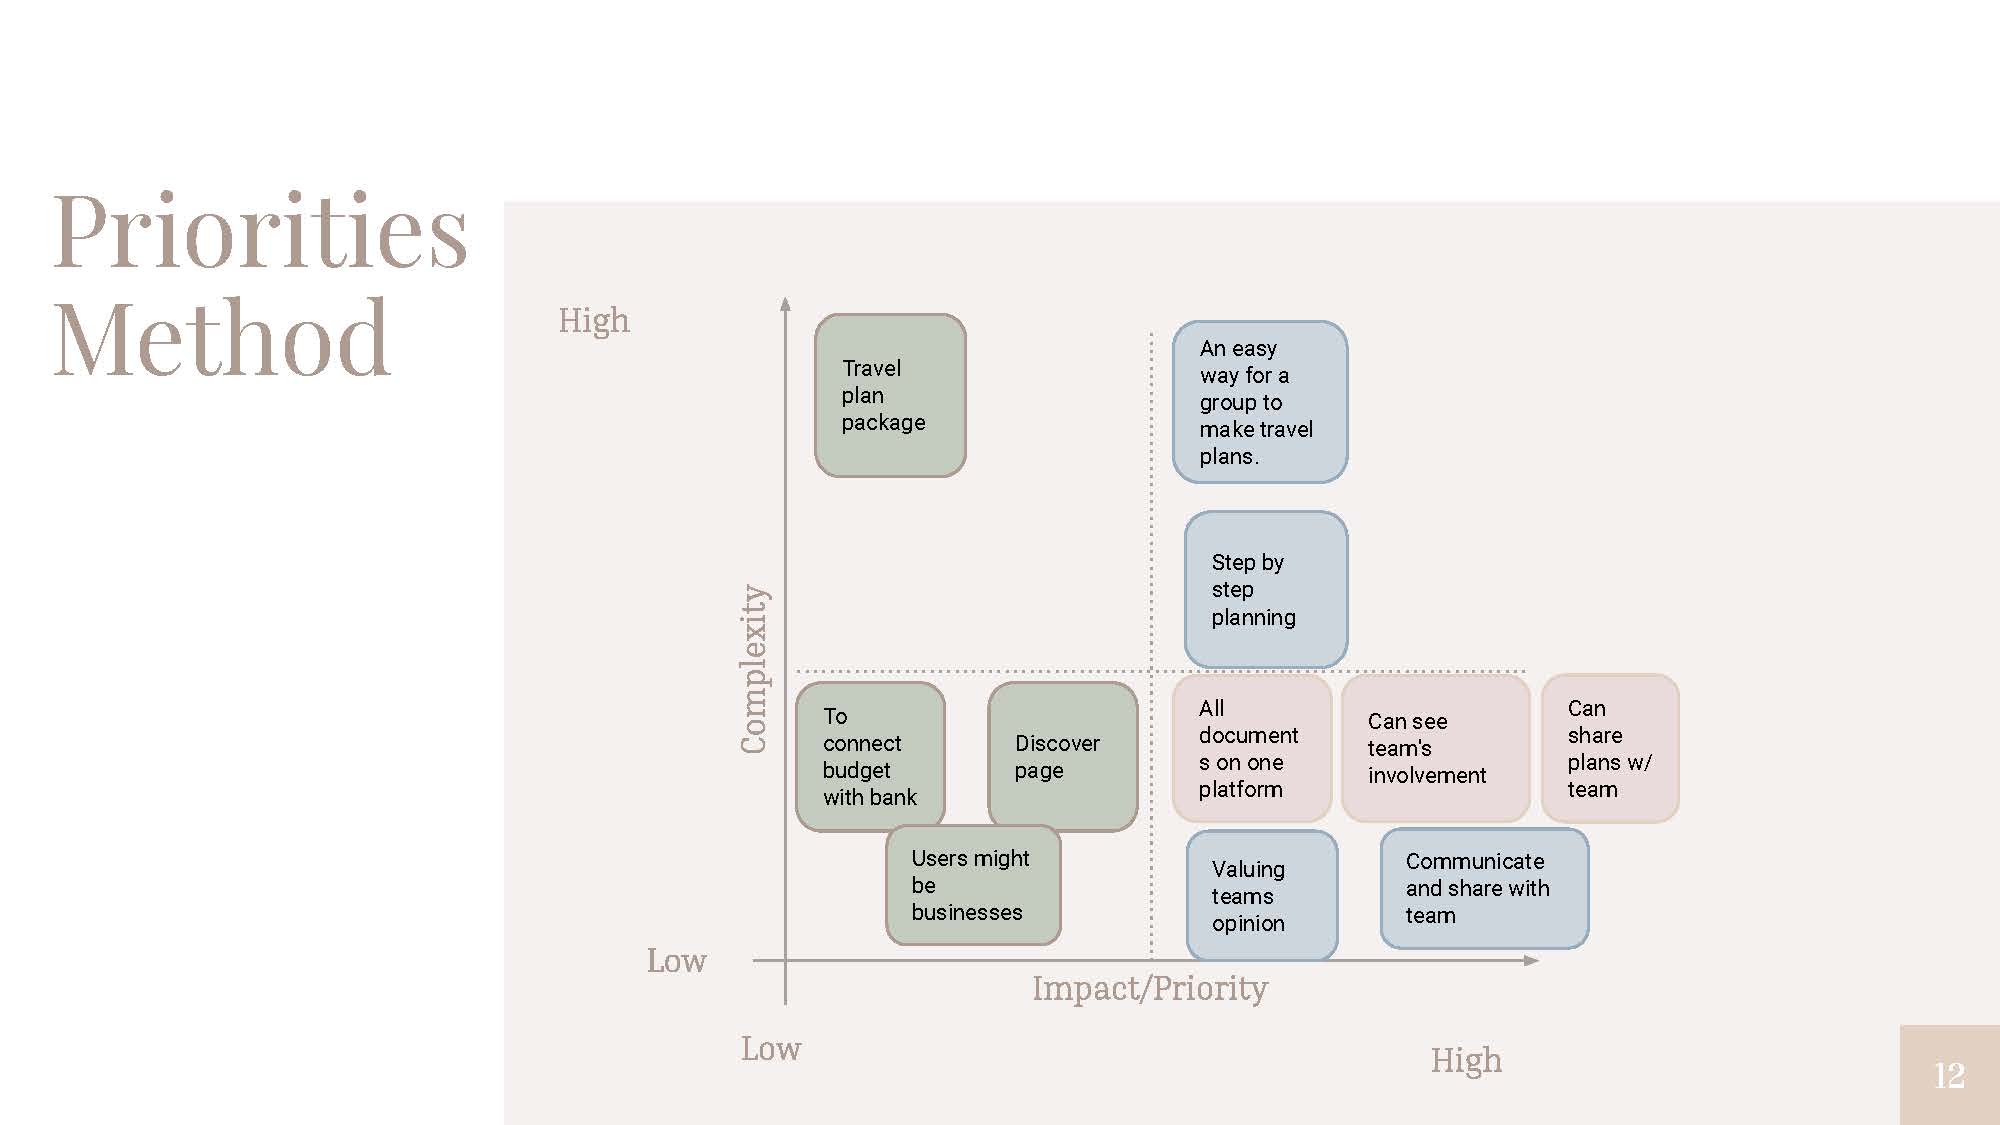 Priorities
Method
High
Travel
plan
package
An easy
way for a
group to
make travel
plans.
Step by
step
planning
Complexity
To
connect
budget
with bank
Discover
page
All
document
s on one
platform
Can see
team's
involvement
Can
share
plans w/
team
Users might
be
businesses
Valuing
teams
opinion
Communicate
and share with
team
Low
Impact/Priority
Low
High
12